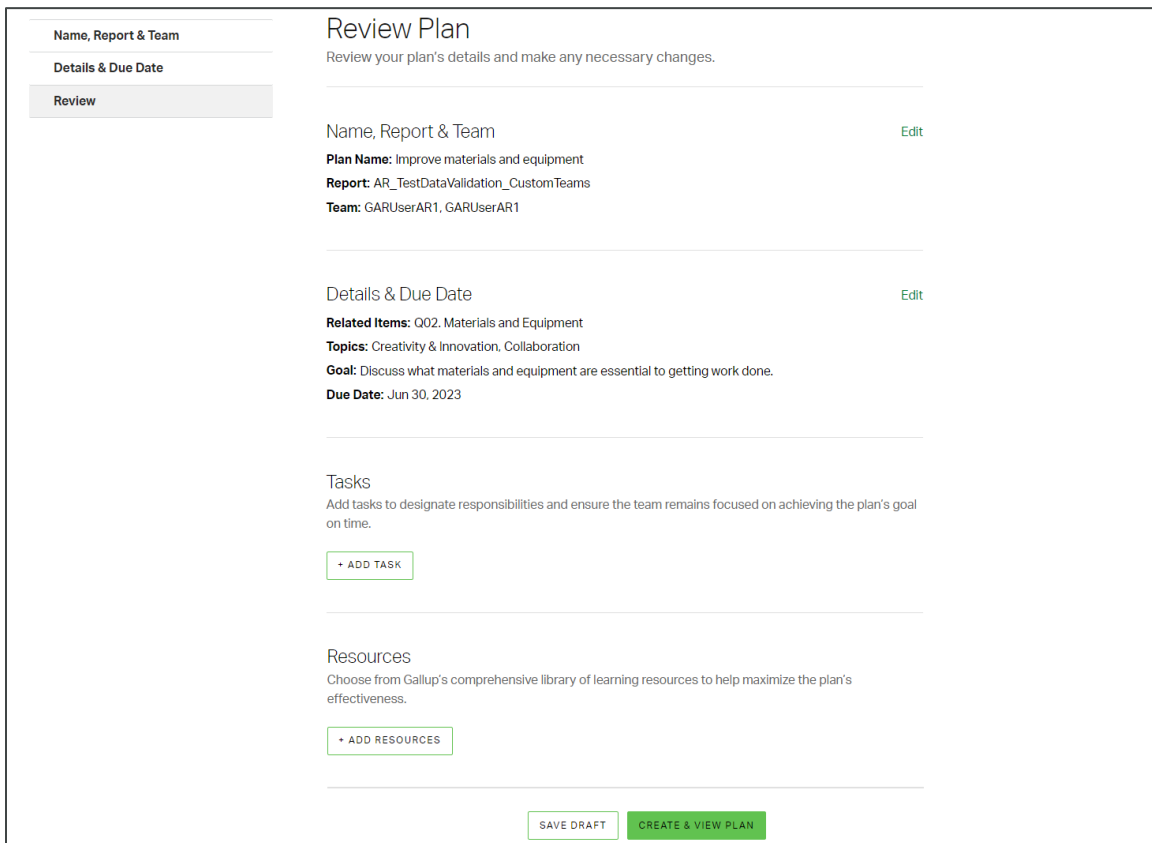 Name, Report & Team
Details & Due Date
Review
Review Plan
Review your plan's details and make any necessary changes.
Name, Report & Team
Edit
Plan Name: Improve materials and equipment
Report: AR_TestDataValidation_CustomTeams
Team: GARUserAR1, GARUserAR1
Details & Due Date
Edit
Related Items: Q02. Materials and Equipment
Topics: Creativity & Innovation, Collaboration
Goal: Discuss what materials and equipment are essential to getting work done.
Due Date: Jun 30, 2023
Tasks
Add tasks to designate responsibilities and ensure the team remains focused on achieving the plan's goal
on time.
+ ADD TASK
Resources
Choose from Gallup's comprehensive library of learning resources to help maximize the plan's
effectiveness.
+ ADD RESOURCES
SAVE DRAFT
CREATE & VIEW PLAN